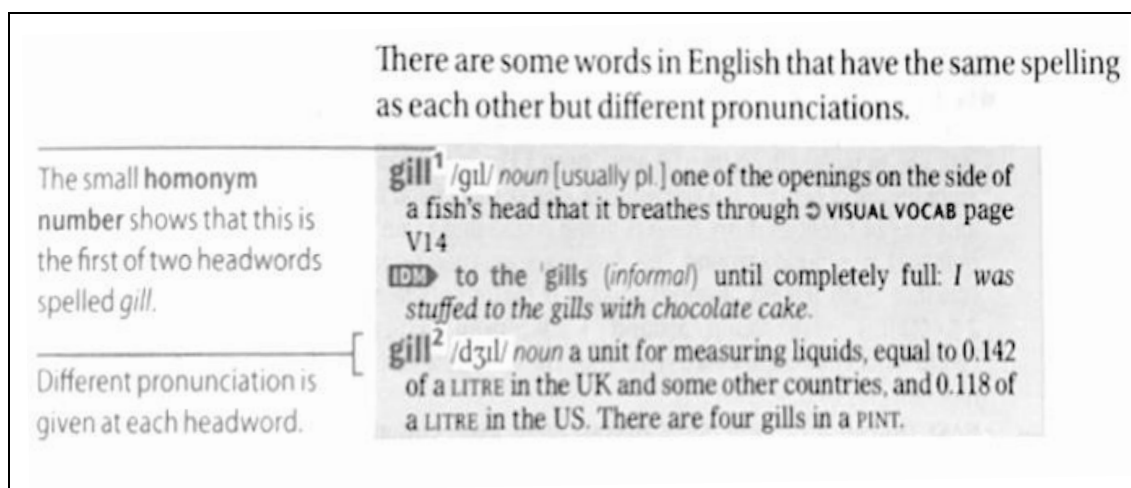 There are some words in English that have the same spelling
as each other but different pronunciations.
The small homonym
number shows that this is
the first of two headwords
spelled gill.
Different pronunciation is
given at each headword.
gill¹ /ɡɪl/ noun [usually pl.] one of the openings on the side of
a fish's head that it breathes through ➲ VISUAL VOCAB page
V14
IDM to the ˈgills (informal) until completely full: I was
stuffed to the gills with chocolate cake.
gill² /dʒɪl/ noun a unit for measuring liquids, equal to 0.142
of a LITRE in the UK and some other countries, and 0.118 of
a LITRE in the US. There are four gills in a PINT.